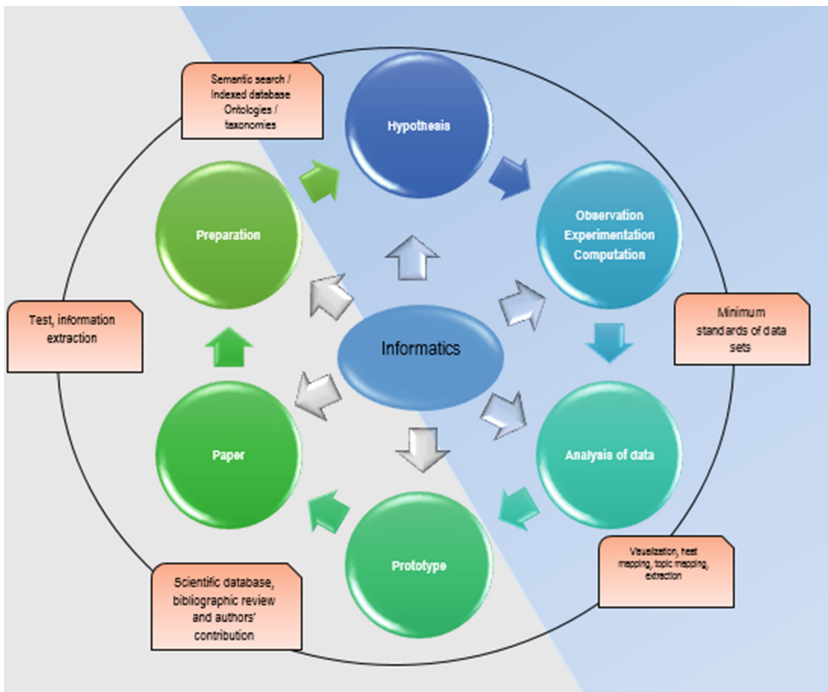 Semantic search /
Indexed database
Ontologies /
taxonomies
Hypothesis
Preparation
Observation
Experimentation
Computation
Test, information
extraction
Informatics
Minimum
standards of data
sets
Paper
Analysis of data
Prototype
Visualization, heat
mapping, topic mapping,
extraction
Scientific database,
bibliographic review
and authors'
contribution